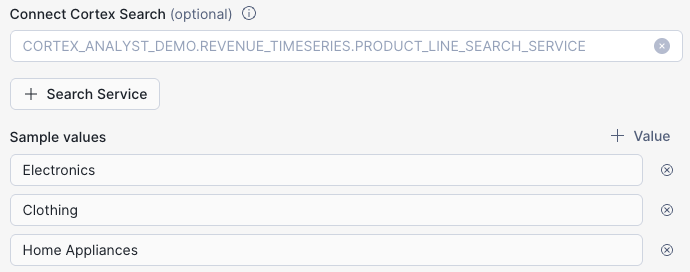 Connect Cortex Search (optional)
CORTEX_ANALYST_DEMO.REVENUE_TIMESERIES.PRODUCT_LINE_SEARCH_SERVICE
+ Search Service
Sample values + Value
Electronics
Clothing
Home Appliances